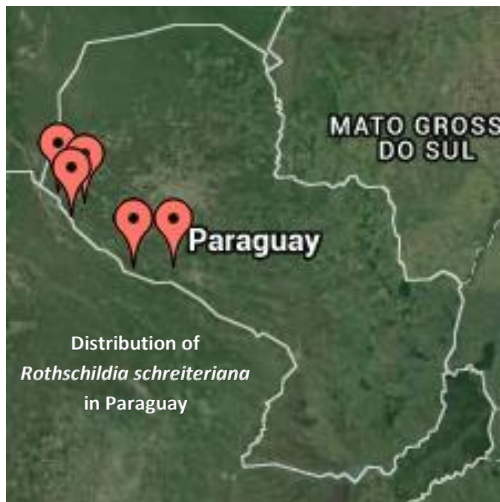 MATO GROSS
DO SUL
Paraguay
Distribution of
Rothschildia schreiteriana
in Paraguay